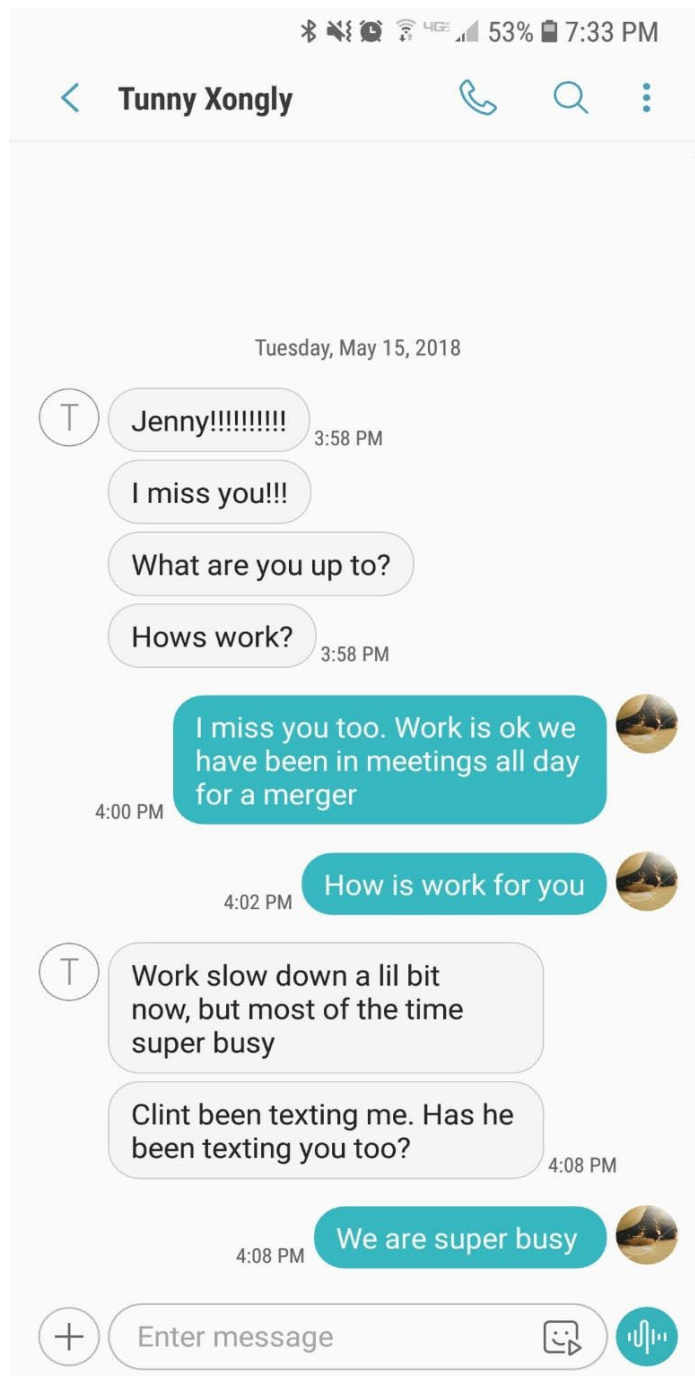 53% 7:33 PM
Tunny Xongly
Tuesday, May 15, 2018
T
Jenny!!!!!!!!!!
3:58 PM
I miss you!!!
What are you up to?
Hows work?
3:58 PM
I miss you too. Work is ok we
have been in meetings all day
for a merger
4:00 PM
How is work for you
4:02 PM
T
Work slow down a lil bit
now, but most of the time
super busy
Clint been texting me. Has he
been texting you too?
4:08 PM
We are super busy
4:08 PM
Enter message